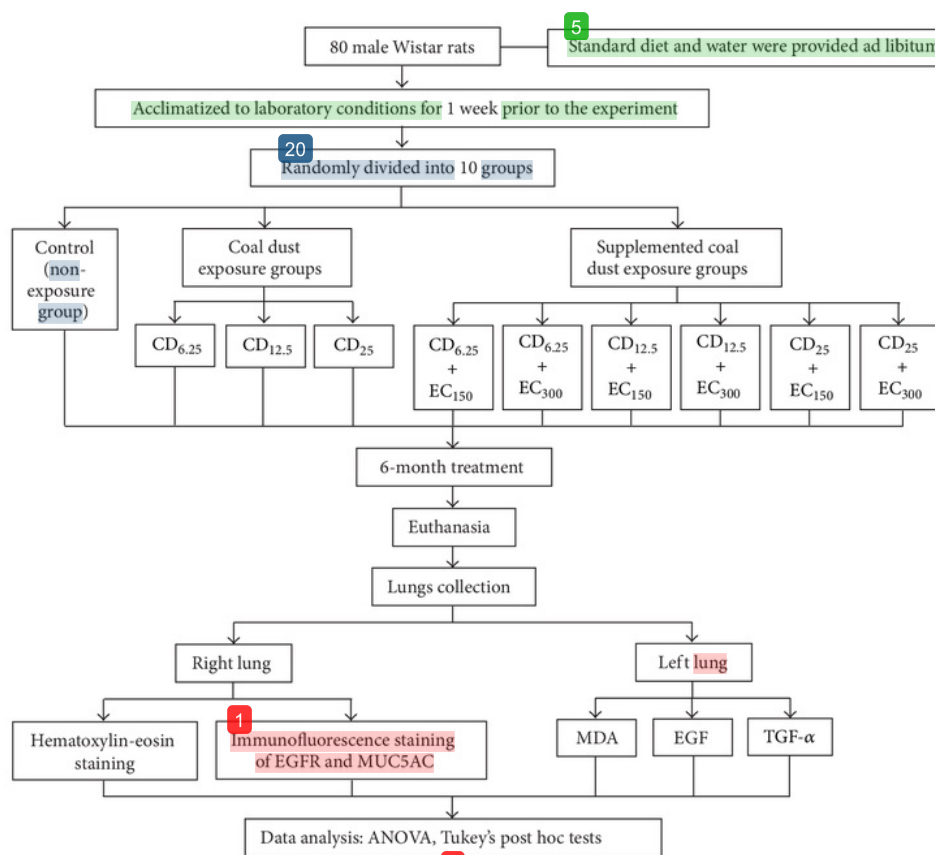 5
80 male Wistar rats
Standard diet and water were provided ad libitum
Acclimatized to laboratory conditions for 1 week prior to the experiment
20
Randomly divided into 10 groups
Control
(non-
exposure
group)
Coal dust
exposure groups
Supplemented coal
dust exposure groups
CD6.25
CD12.5
CD25
CD6.25
+
EC150
CD6.25
+
EC300
CD12.5
+
EC150
CD12.5
+
EC300
CD25
+
EC150
CD25
+
EC300
6-month treatment
Euthanasia
Lungs collection
Right lung
Left lung
Hematoxylin-eosin
staining
1
Immunofluorescence staining
of EGFR and MUC5AC
MDA
EGF
TGF-α
Data analysis: ANOVA, Tukey's post hoc tests